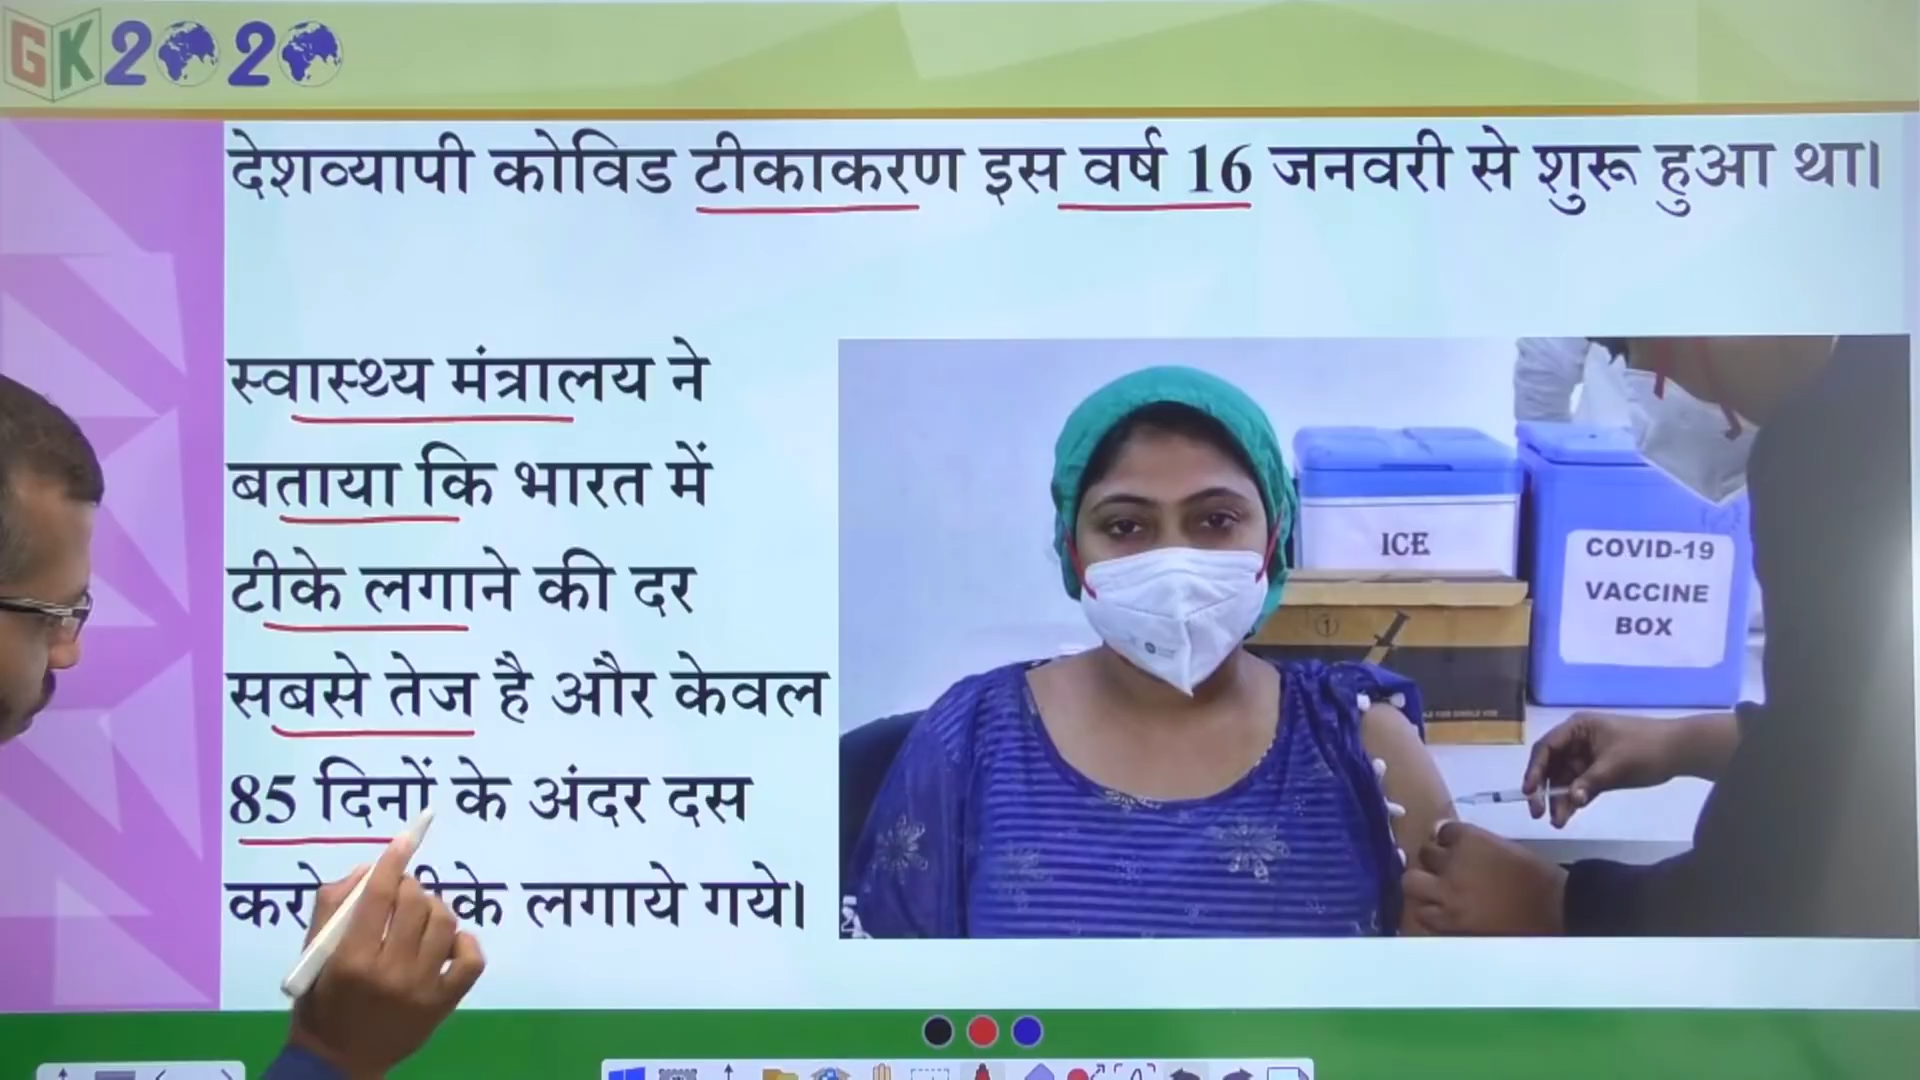 GK2020
देशव्यापी कोविड टीकाकरण इस वर्ष 16 जनवरी से शुरू हुआ था।
स्वास्थ्य मंत्रालय ने
बताया कि भारत में
टीके लगाने की दर
सबसे तेज है और केवल
85 दिनों के अंदर दस
लगाये गये।
ICE
COVID-19
VACCINE
BOX